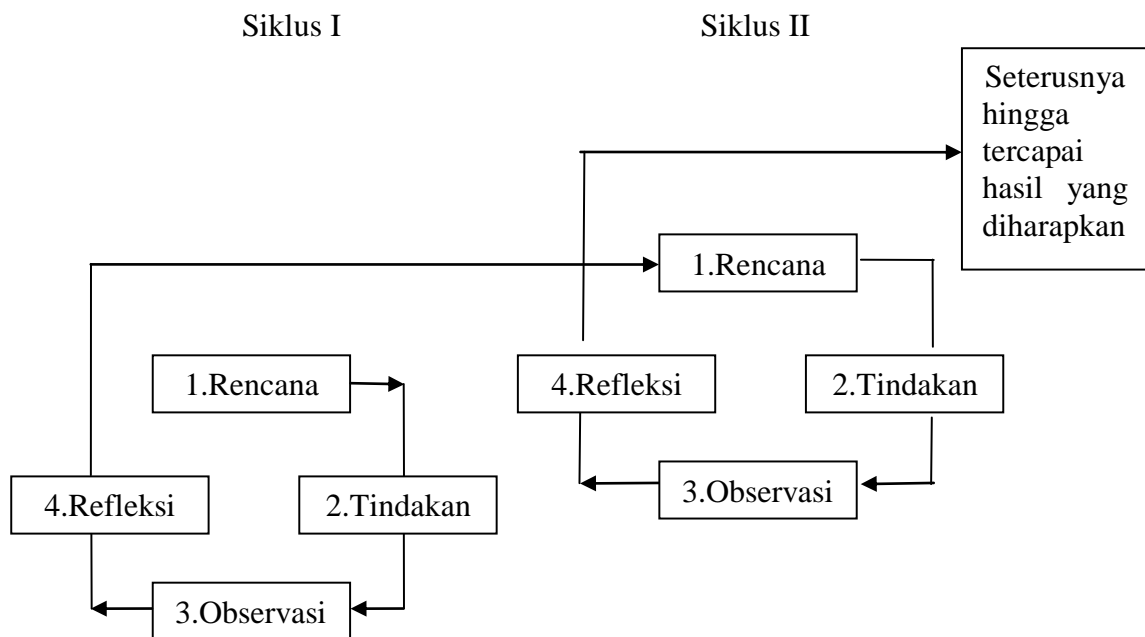 Siklus I
Siklus II
Seterusnya
hingga
tercapai
hasil yang
diharapkan
1.Rencana
4.Refleksi
2.Tindakan
3.Observasi
1.Rencana
4.Refleksi
2.Tindakan
3.Observasi